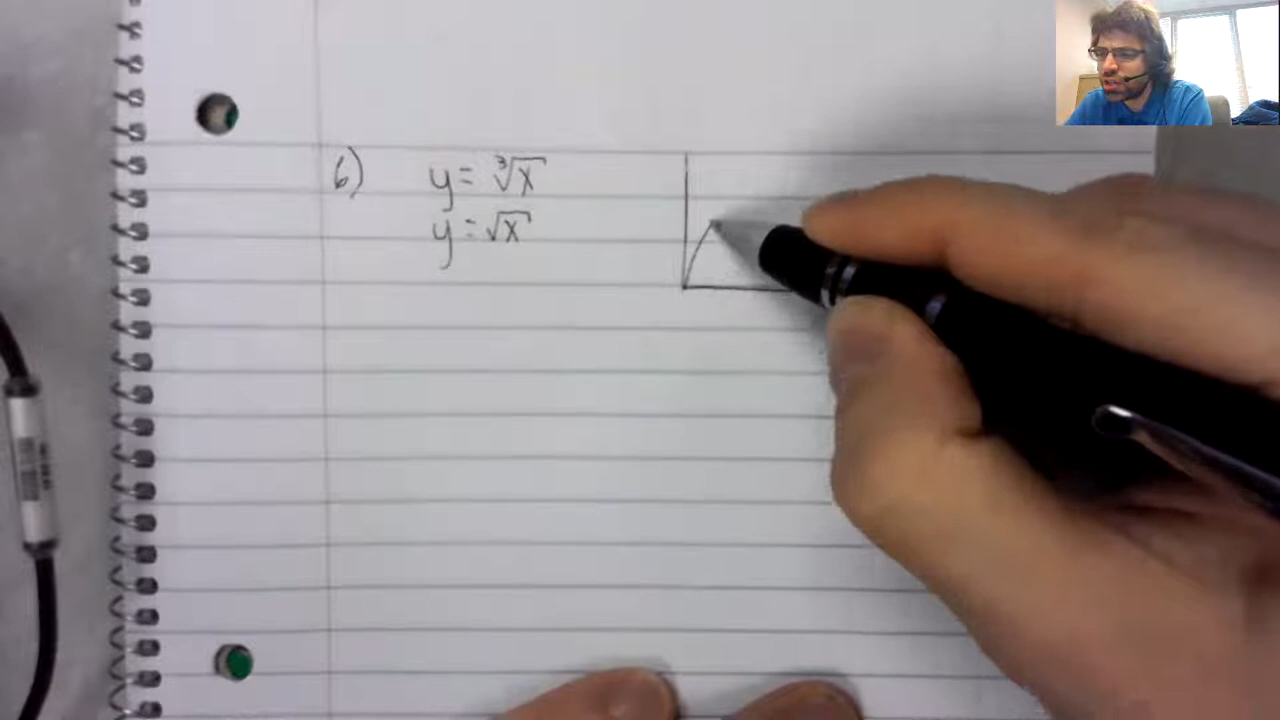 6) y = ∛x
y = √x